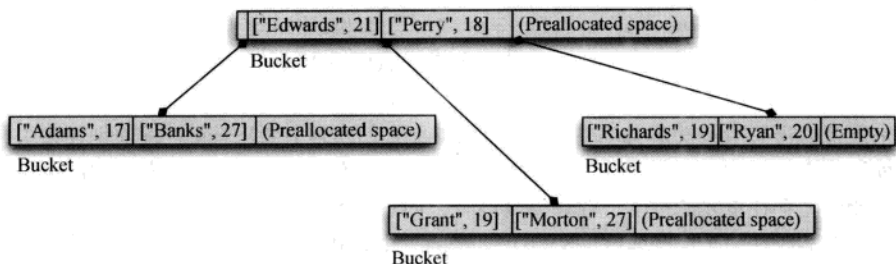 ["Edwards", 21] ["Perry", 18] (Preallocated space)
Bucket
["Adams", 17] ["Banks", 27] (Preallocated space)
Bucket
["Richards", 19] ["Ryan", 20] (Empty)
Bucket
["Grant", 19] ["Morton", 27] (Preallocated space)
Bucket